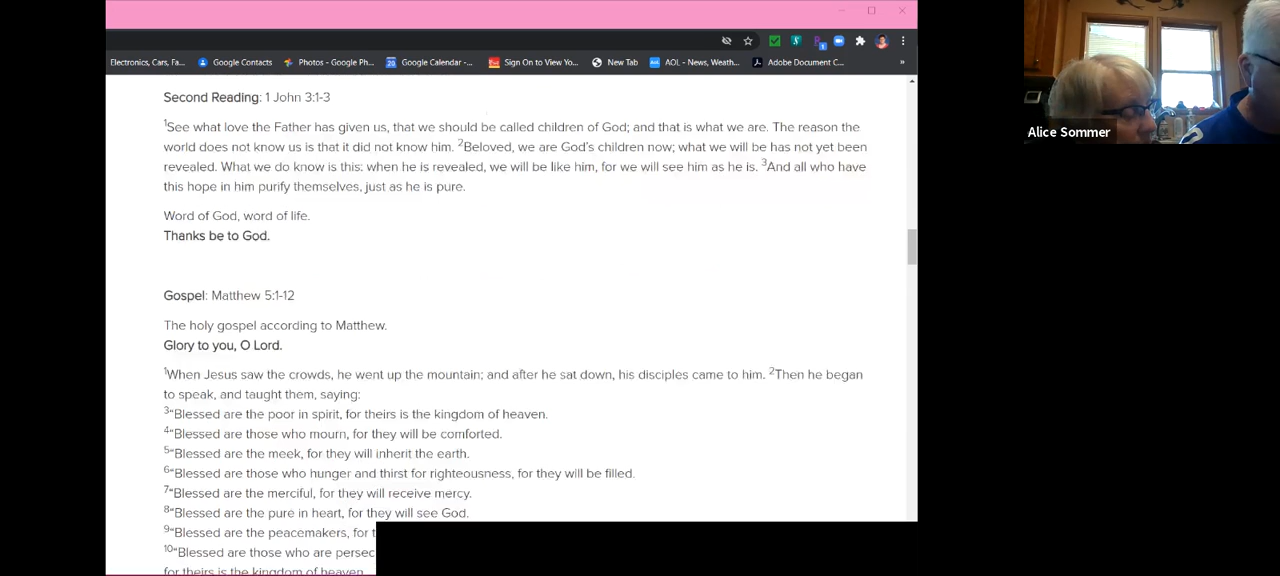 Electronics, Cars, Fa... Google Contacts Photos - Google Ph... Google Calendar -... Sign On to View Yo... New Tab AOL - News, Weath... Adobe Document C... »
Second Reading: 1 John 3:1-3
1See what love the Father has given us, that we should be called children of God; and that is what we are. The reason the
world does not know us is that it did not know him. 2Beloved, we are God's children now; what we will be has not yet been
revealed. What we do know is this: when he is revealed, we will be like him, for we will see him as he is. 3And all who have
this hope in him purify themselves, just as he is pure.
Word of God, word of life.
Thanks be to God.
Gospel: Matthew 5:1-12
The holy gospel according to Matthew.
Glory to you, O Lord.
1When Jesus saw the crowds, he went up the mountain; and after he sat down, his disciples came to him. 2Then he began
to speak, and taught them, saying:
3"Blessed are the poor in spirit, for theirs is the kingdom of heaven.
4"Blessed are those who mourn, for they will be comforted.
5"Blessed are the meek, for they will inherit the earth.
6"Blessed are those who hunger and thirst for righteousness, for they will be filled.
7"Blessed are the merciful, for they will receive mercy.
8"Blessed are the pure in heart, for they will see God.
9"Blessed are the peacemakers, for t
10"Blessed are those who are persec
for theirs is the kingdom of heaven.
Alice Sommer